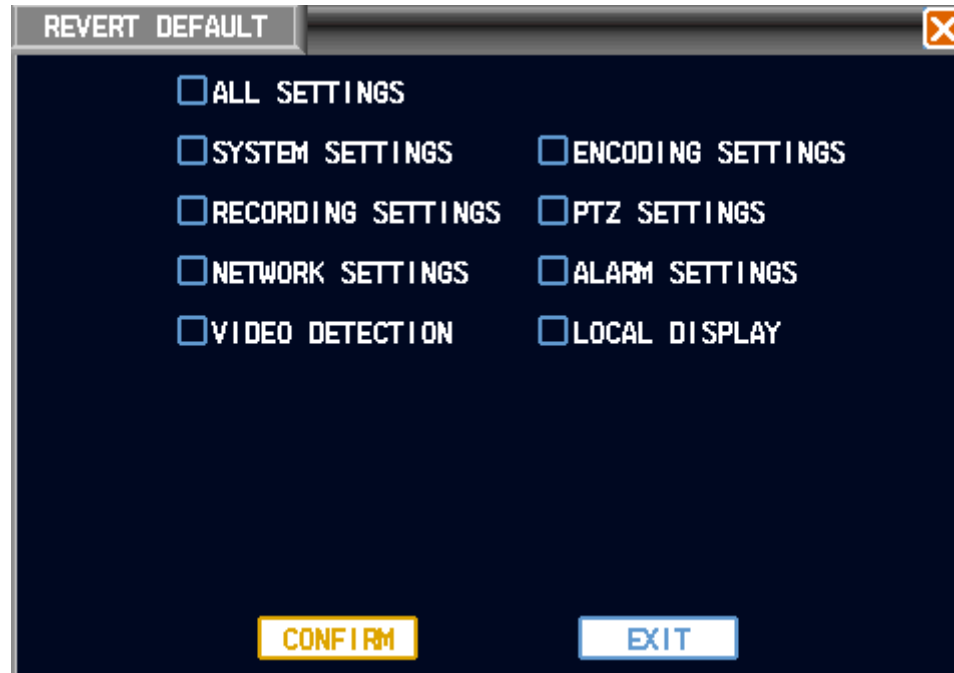 REVERT DEFAULT
ALL SETTINGS
SYSTEM SETTINGS ENCODING SETTINGS
RECORDING SETTINGS PTZ SETTINGS
NETWORK SETTINGS ALARM SETTINGS
VIDEO DETECTION LOCAL DISPLAY
CONFIRM EXIT